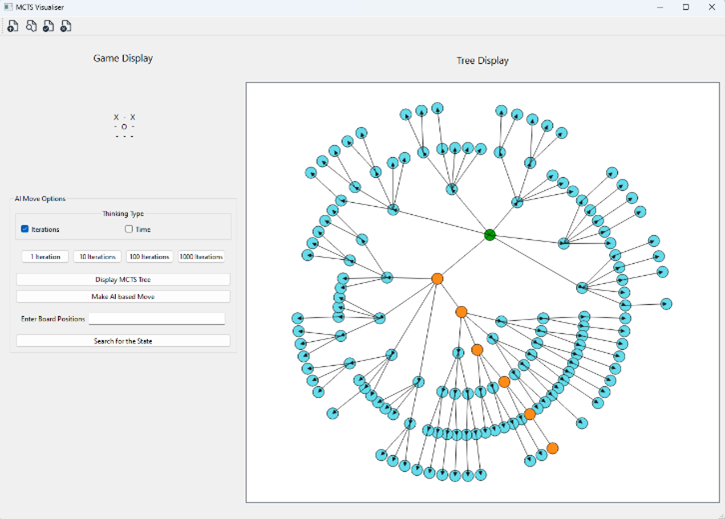 MCTS Visualiser
Game Display
Tree Display
X - X
- O -
- - -
AI Move Options
Thinking Type
Iterations
Time
1 Iteration
10 Iterations
100 Iterations
1000 Iterations
Display MCTS Tree
Make AI based Move
Enter Board Positions
Search for the State